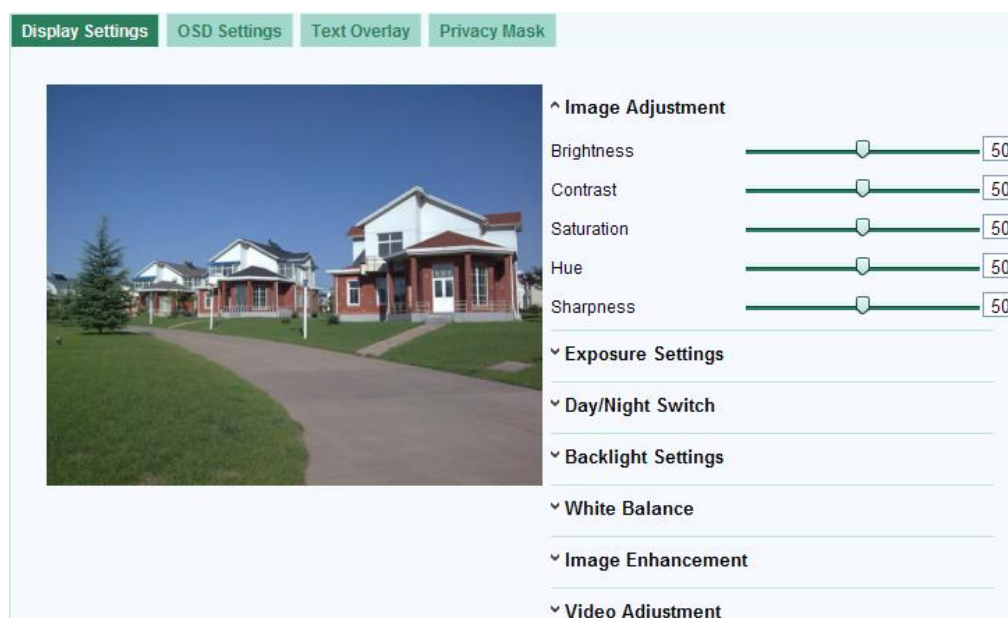 Display Settings OSD Settings Text Overlay Privacy Mask
Image Adjustment
Brightness 50
Contrast 50
Saturation 50
Hue 50
Sharpness 50
Exposure Settings
Day/Night Switch
Backlight Settings
White Balance
Image Enhancement
Video Adjustment